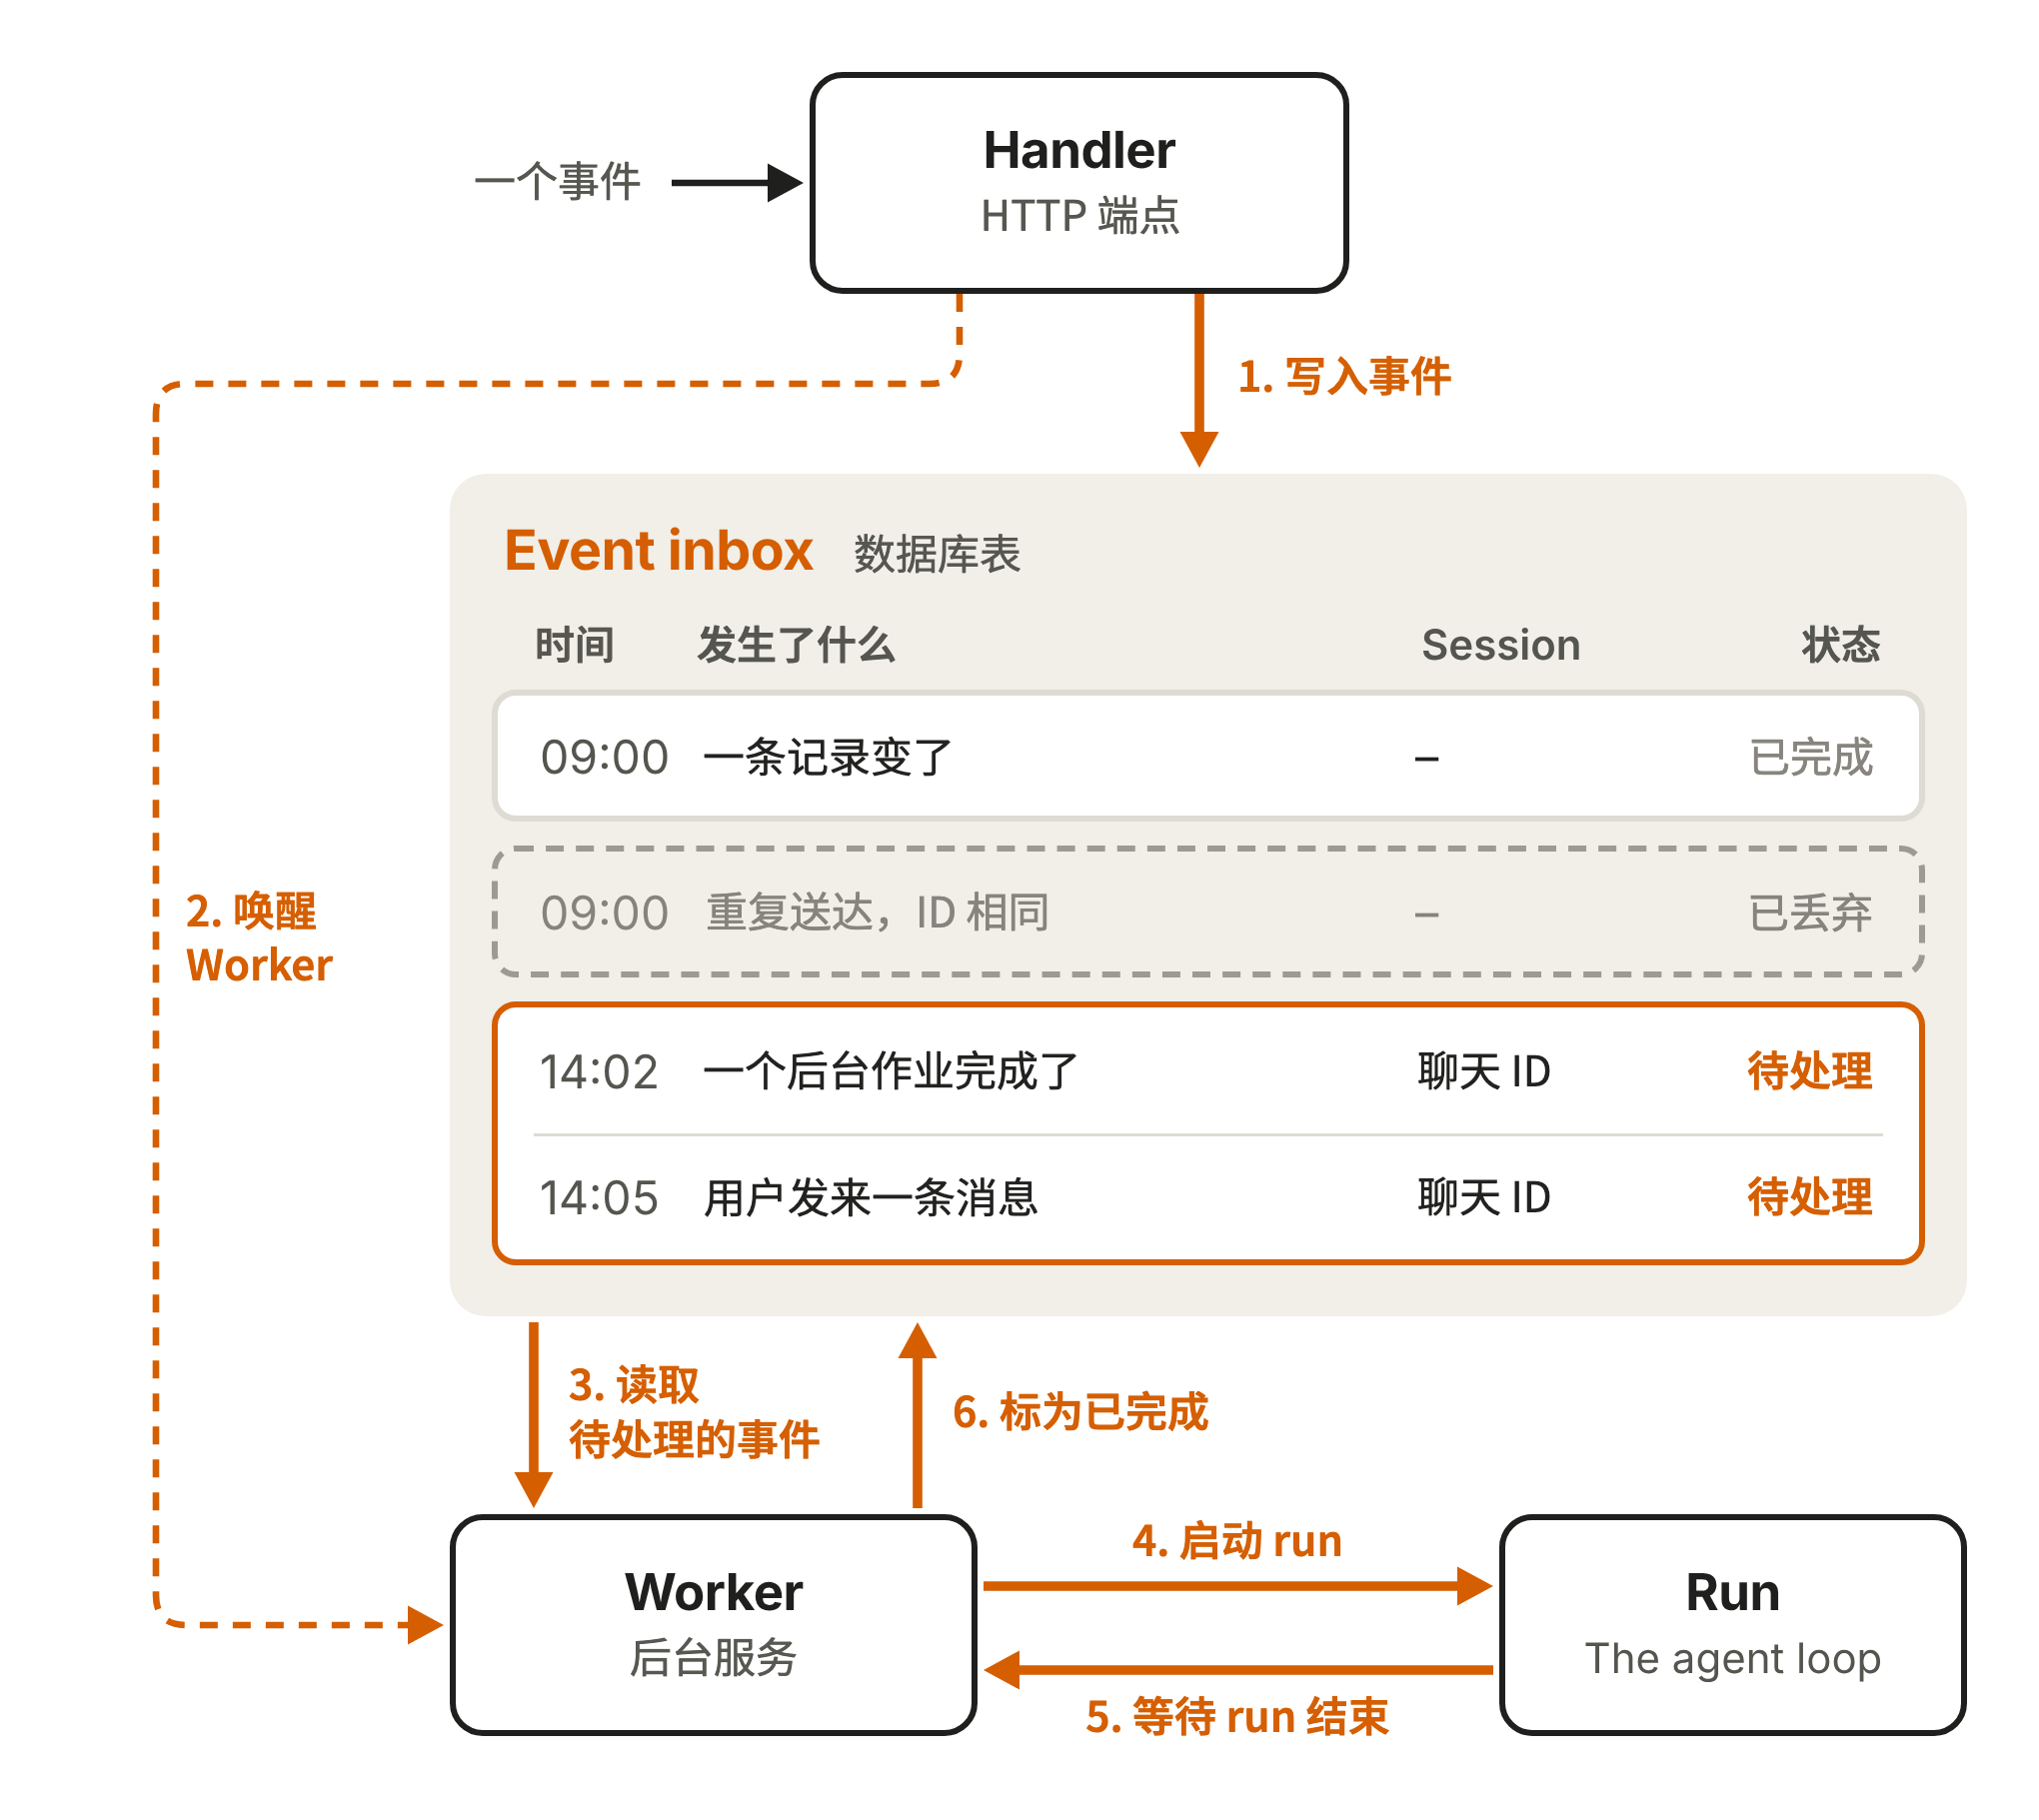 一个事件
Handler
HTTP 端点
1. 写入事件
Event inbox 数据库表
时间 发生了什么 Session 状态
09:00 一条记录变了 – 已完成
09:00 重复送达，ID 相同 – 已丢弃
14:02 一个后台作业完成了 聊天 ID 待处理
14:05 用户发来一条消息 聊天 ID 待处理
2. 唤醒
Worker
3. 读取
待处理的事件
6. 标为已完成
Worker
后台服务
4. 启动 run
5. 等待 run 结束
Run
The agent loop